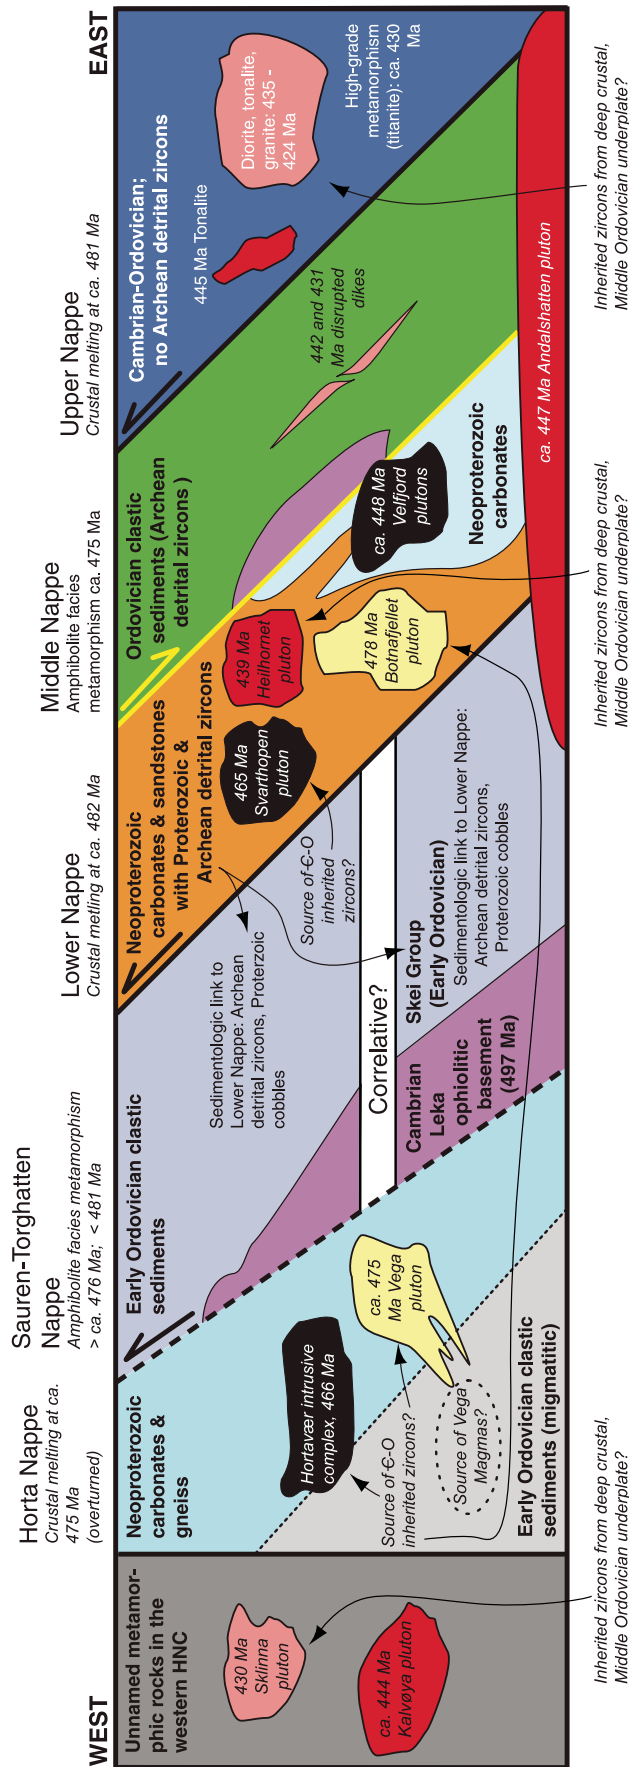 WEST
EAST
Horta Nappe
Crustal melting at ca.
475 Ma
(overturned)
Sauren-Torghatten
Nappe
Amphibolite facies metamorphism
> ca. 476 Ma;  < 481 Ma
Lower Nappe
Crustal metling at ca. 482 Ma
Middle Nappe
Amphibolite facies
metamorphism ca. 475 Ma
Upper Nappe
Crustal melting at ca. 481 Ma
Unnamed metamor-
phic rocks in the
western HNC
430 Ma
Sklinna
pluton
ca. 444 Ma
Kalvøya pluton
Neoproterozoic
carbonates &
gneiss
Hortavær intrusive
complex, 466 Ma
Source of Ꞓ-O
inherited zircons?
ca. 475
Ma Vega
pluton
Source of Vega
Magmas?
Early Ordovician clastic
sediments (migmatitic)
Early Ordovician clastic
sediments
Sedimentologic link to
Lower Nappe: Archean
detrital zircons, Proterzoic
cobbles
Correlative?
Cambrian
Leka
ophiolitic
basement
(497 Ma)
Skei Group
(Early Ordovician)
Sedimentologic link to Lower Nappe:
Archean detrital zircons,
Proterozoic cobbles
Neoproterozoic
carbonates & sandstones
with Proterozoic &
Archean detrital zircons
465 Ma
Svarthopen
pluton
Source of Ꞓ-O
inherited
zircons?
439 Ma
Heilhornet
pluton
478 Ma
Botnafjellet
pluton
Ordovician clastic
sediments (Archean
detrital zircons )
ca. 448 Ma
Velfjord
plutons
Neoproterozoic
carbonates
442 and 431
Ma disrupted
dikes
Cambrian-Ordovician;
no Archean detrital zircons
445 Ma Tonalite
Diorite, tonalite,
granite: 435 -
424 Ma
High-grade
metamorphism
(titanite): ca. 430
Ma
ca. 447 Ma Andalshatten pluton
Inherited zircons from deep crustal,
Middle Ordovician underplate?
Inherited zircons from deep crustal,
Middle Ordovician underplate?
Inherited zircons from deep crustal,
Middle Ordovician underplate?